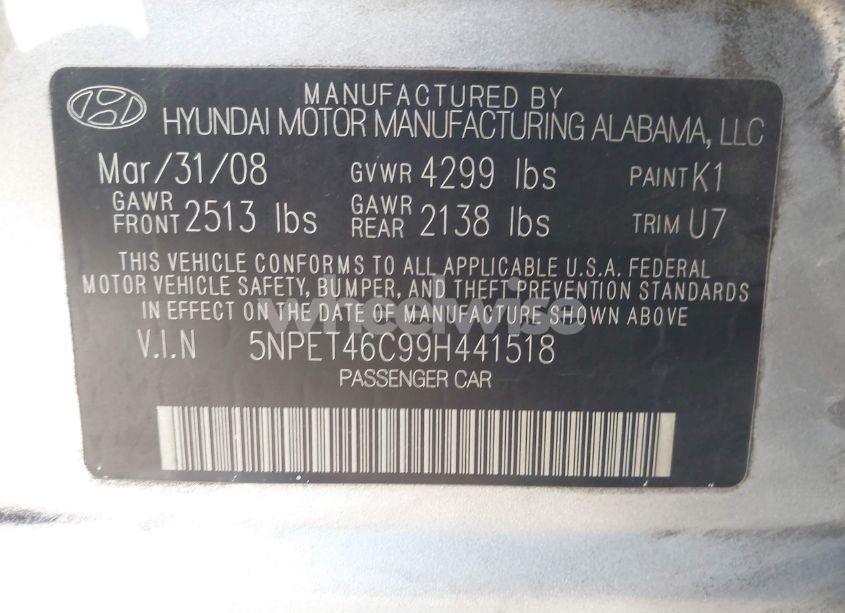 MANUFACTURED BY
HYUNDAI MOTOR MANUFACTURING ALABAMA, LLC
Mar/31/08 GVWR 4299 lbs PAINT K1
GAWR FRONT 2513 lbs GAWR REAR 2138 lbs TRIM U7
THIS VEHICLE CONFORMS TO ALL APPLICABLE U.S.A. FEDERAL
MOTOR VEHICLE SAFETY, BUMPER, AND THEFT PREVENTION STANDARDS
IN EFFECT ON THE DATE OF MANUFACTURE SHOWN ABOVE.
wheelwise
V.I.N 5NPET46C99H441518
PASSENGER CAR